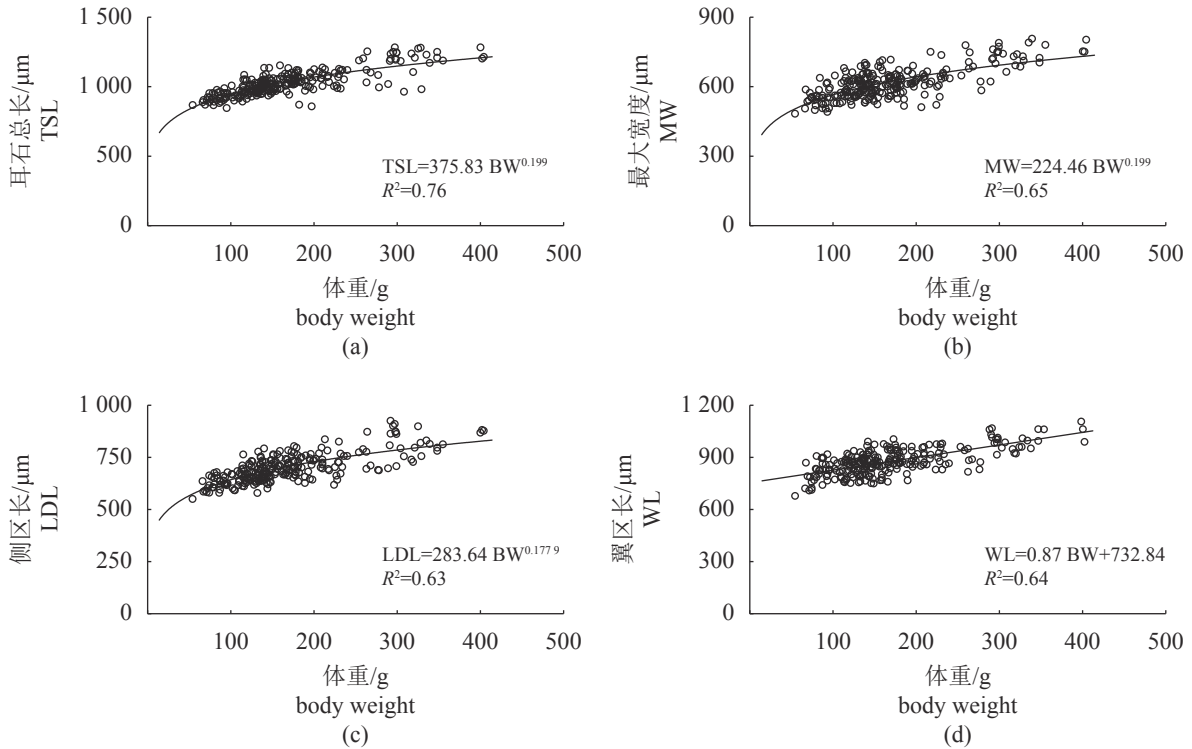 1 500
1 000
500
0
耳石总长/μm
TSL
TSL=375.83 BW^0.199
R²=0.76
100 200 300 400 500
体重/g
body weight
(a)
900
600
300
0
最大宽度/μm
MW
MW=224.46 BW^0.199
R²=0.65
100 200 300 400 500
体重/g
body weight
(b)
1 000
750
500
250
0
侧区长/μm
LDL
LDL=283.64 BW^0.177 9
R²=0.63
100 200 300 400 500
体重/g
body weight
(c)
1 200
900
600
300
0
翼区长/μm
WL
WL=0.87 BW+732.84
R²=0.64
100 200 300 400 500
体重/g
body weight
(d)